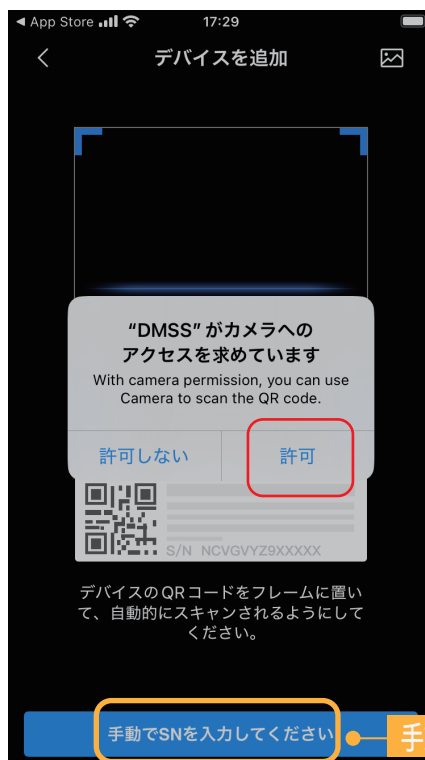 App Store
17:29
デバイスを追加
“DMSS”がカメラへの
アクセスを求めています
With camera permission, you can use
Camera to scan the QR code.
許可しない
許可
S/N NCVGVYZ9XXXXX
デバイスのQRコードをフレームに置い
て、自動的にスキャンされるようにして
ください。
手動でSNを入力してください
手